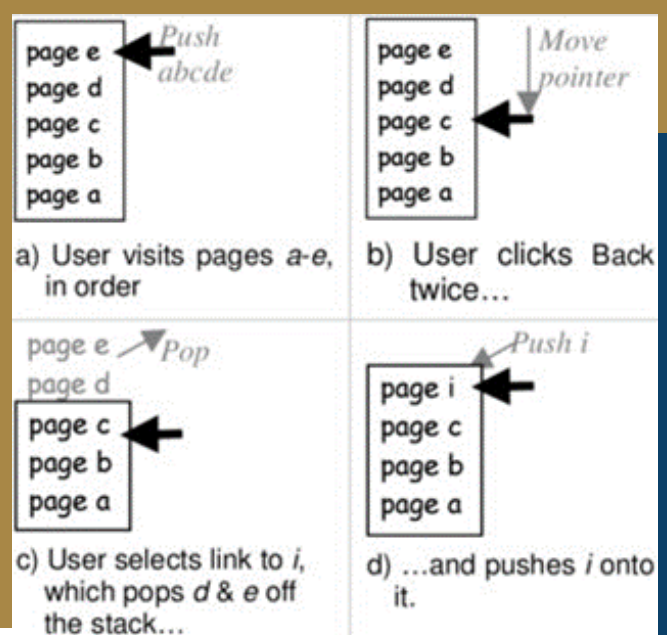 page e
Push
abcde
page d
page c
page b
page a
a) User visits pages a-e,
in order
page e
Move
pointer
page d
page c
page b
page a
b) User clicks Back
twice…
page e
Pop
page d
page c
page b
page a
c) User selects link to i,
which pops d & e off
the stack…
Push i
page i
page c
page b
page a
d) …and pushes i onto
it.